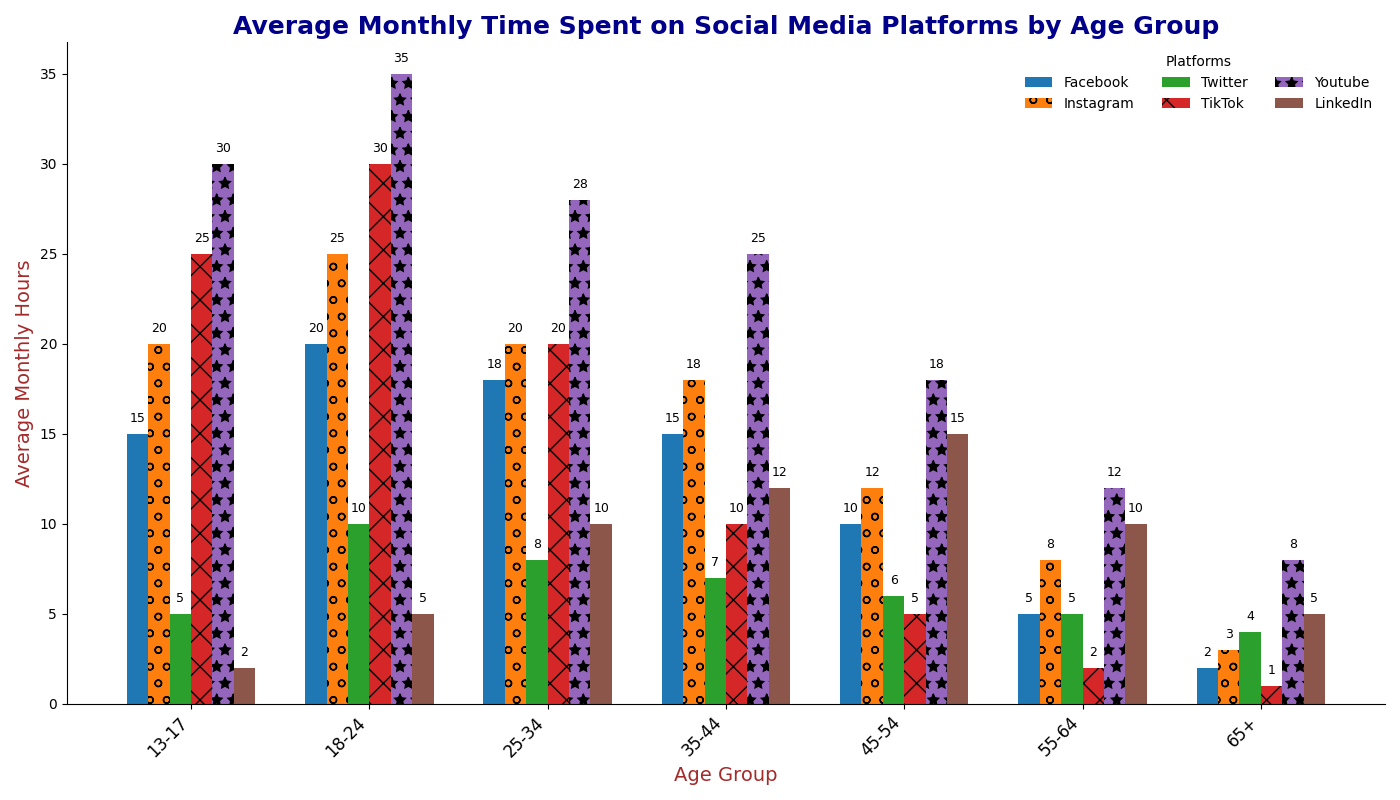 Average Monthly Time Spent on Social Media Platforms by Age Group
Platforms
Facebook Twitter Youtube
Instagram TikTok LinkedIn
Average Monthly Hours
35
30
25
20
15
10
5
0
15 20 5 25 30 2
20 25 10 30 35 5
18 20 8 20 28 10
15 18 7 10 25 12
10 12 6 5 18 15
5 8 5 2 12 10
2 3 4 1 8 5
13-17 18-24 25-34 35-44 45-54 55-64 65+
Age Group